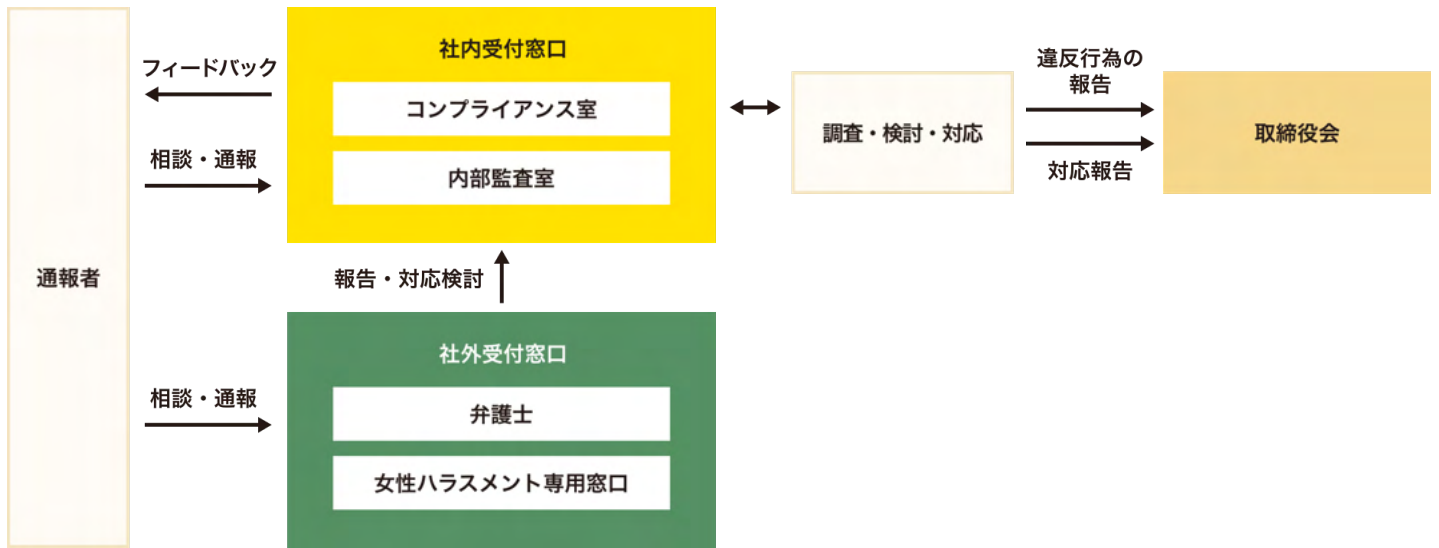 通報者
フィードバック
相談・通報
社内受付窓口
コンプライアンス室
内部監査室
報告・対応検討
相談・通報
社外受付窓口
弁護士
女性ハラスメント専用窓口
調査・検討・対応
違反行為の
報告
対応報告
取締役会